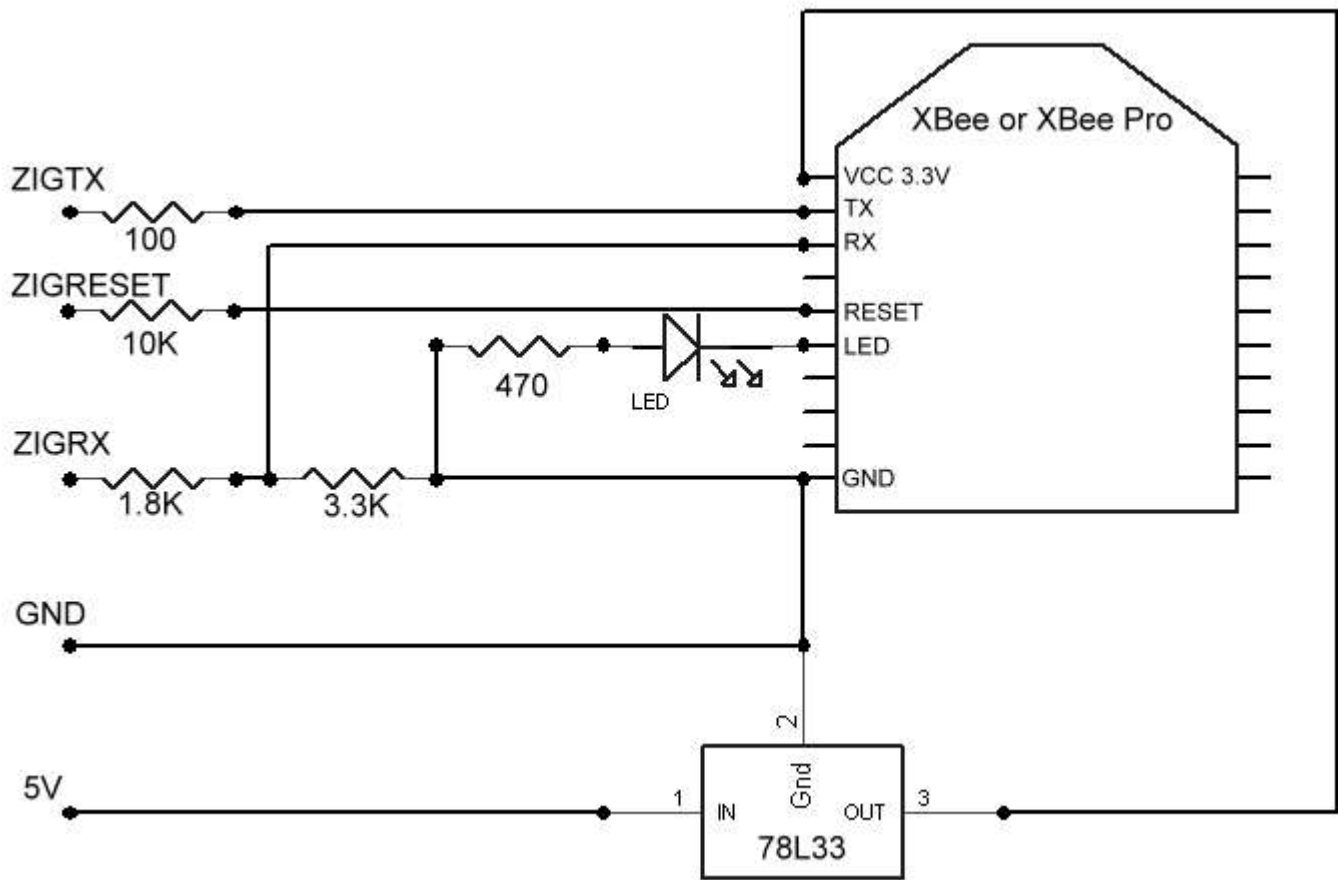 XBee or XBee Pro
ZIGTX
VCC 3.3V
TX
100
RX
ZIGRESET
RESET
10K
LED
470
LED
ZIGRX
GND
1.8K
3.3K
GND
2
5V
1
IN
Gnd
OUT
3
78L33